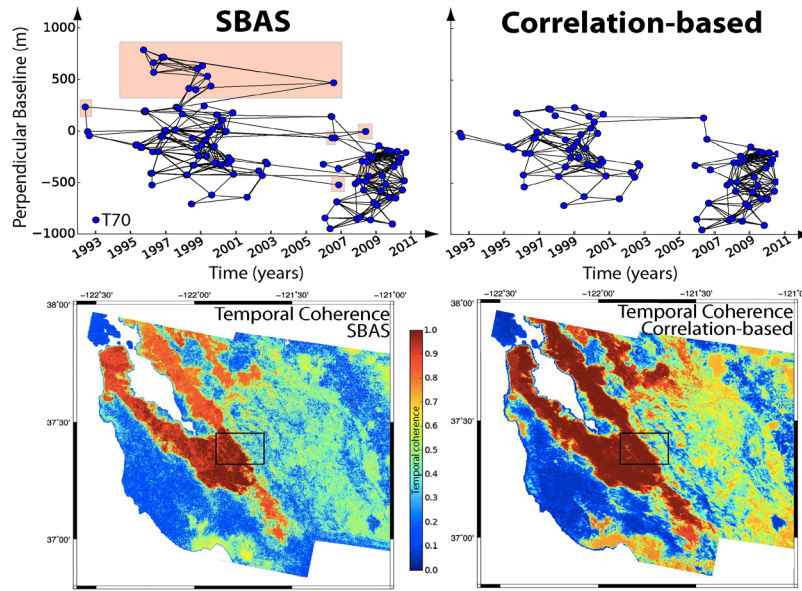 SBAS
Correlation-based
Perpendicular Baseline (m)
1000
500
0
−500
−1000
T70
1993 1995 1997 1999 2001 2003 2005 2007 2009 2011
Time (years)
1993 1995 1997 1999 2001 2003 2005 2007 2009 2011
Time (years)
−122˚30' −122˚00' −121˚30' −121˚00'
38˚00'
37˚30'
37˚00'
Temporal Coherence
SBAS
Temporal coherence
1.0
0.9
0.8
0.7
0.6
0.5
0.4
0.3
0.2
0.1
0.0
−122˚30' −122˚00' −121˚30' −121˚00'
38˚00'
37˚30'
37˚00'
Temporal Coherence
Correlation-based